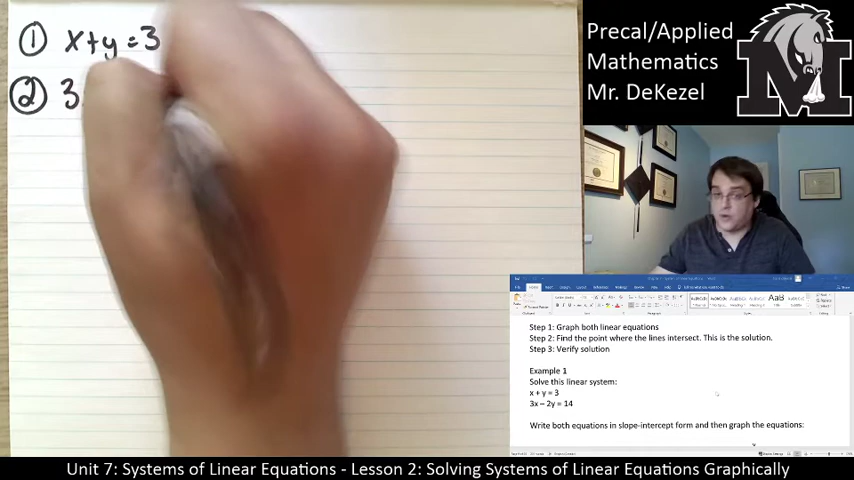 ① x+y=3
② 3
Precal/Applied
Mathematics
Mr. DeKezel
Step 1: Graph both linear equations
Step 2: Find the point where the lines intersect. This is the solution.
Step 3: Verify solution
Example 1
Solve this linear system:
x + y = 3
3x – 2y = 14
Write both equations in slope-intercept form and then graph the equations:
Unit 7: Systems of Linear Equations - Lesson 2: Solving Systems of Linear Equations Graphically